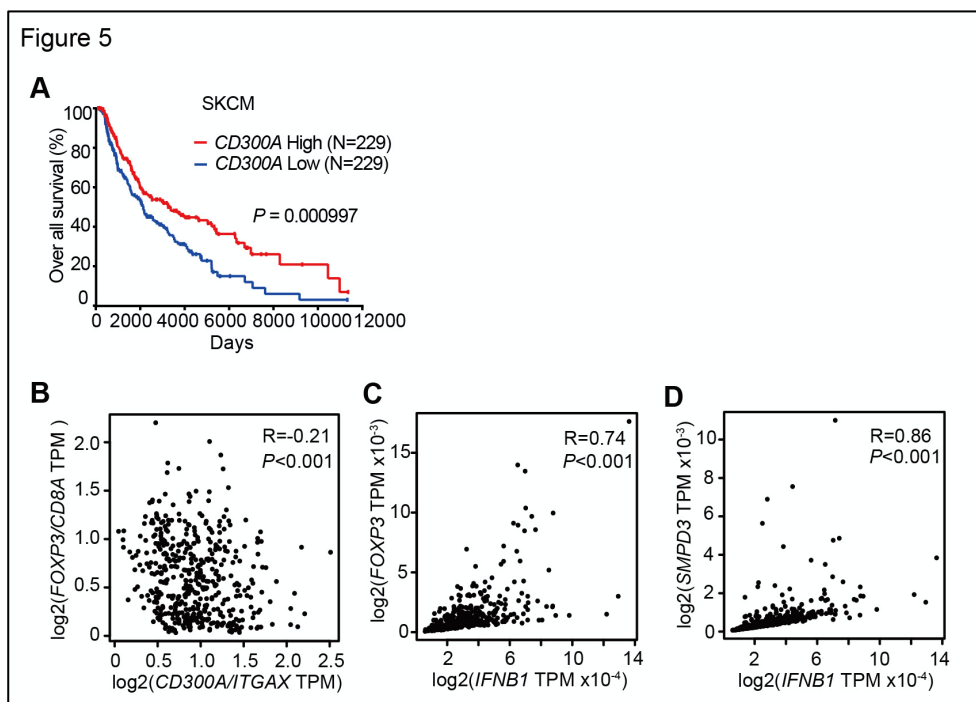 Figure 5
A
SKCM
CD300A High (N=229)
CD300A Low (N=229)
P = 0.000997
Over all survival (%)
100
80
60
40
20
0
0 2000 4000 6000 8000 10000 12000
Days
B
R=-0.21
P<0.001
log2(FOXP3/CD8A TPM )
2.0
1.5
1.0
0.5
0
0 0.5 1.0 1.5 2.0 2.5
log2(CD300A/ITGAX TPM)
C
R=0.74
P<0.001
log2(FOXP3 TPM x10-3)
15
10
5
0
2 6 10 14
log2(IFNB1 TPM x10-4)
D
R=0.86
P<0.001
log2(SMPD3 TPM x10-3)
10
8
6
4
2
0
2 6 10 14
log2(IFNB1 TPM x10-4)